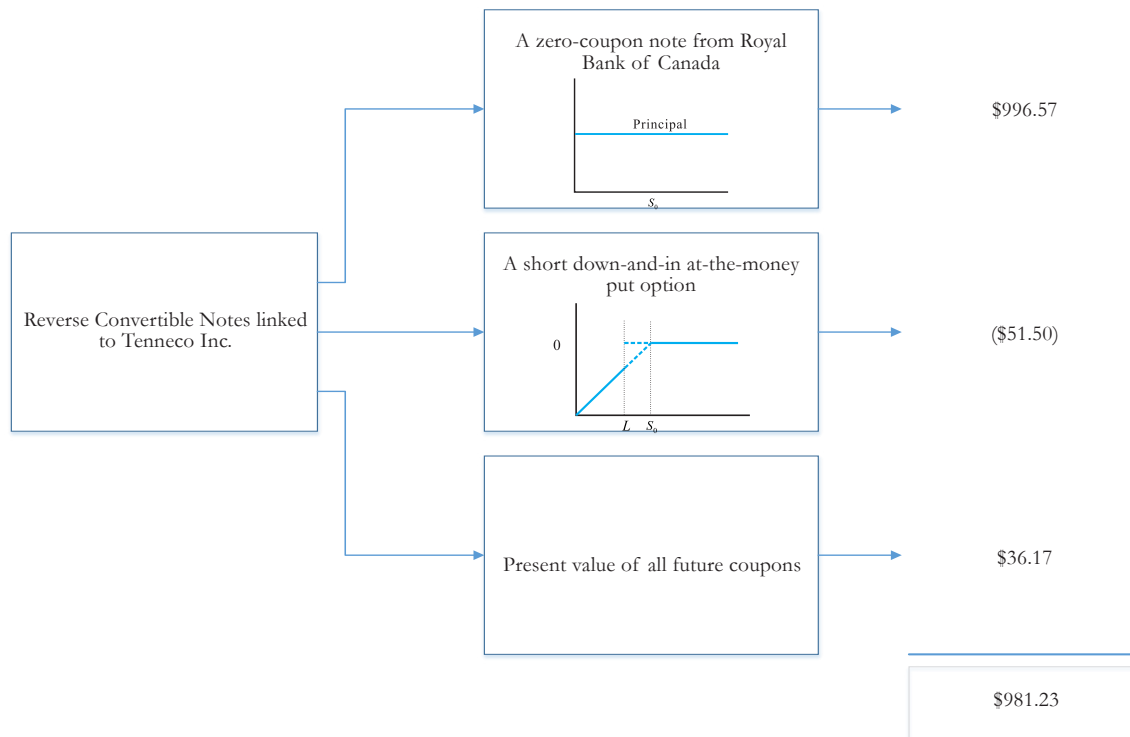 A zero-coupon note from Royal
Bank of Canada
Principal
S₀
$996.57
Reverse Convertible Notes linked
to Tenneco Inc.
A short down-and-in at-the-money
put option
0
L S₀
($51.50)
Present value of all future coupons
$36.17
$981.23